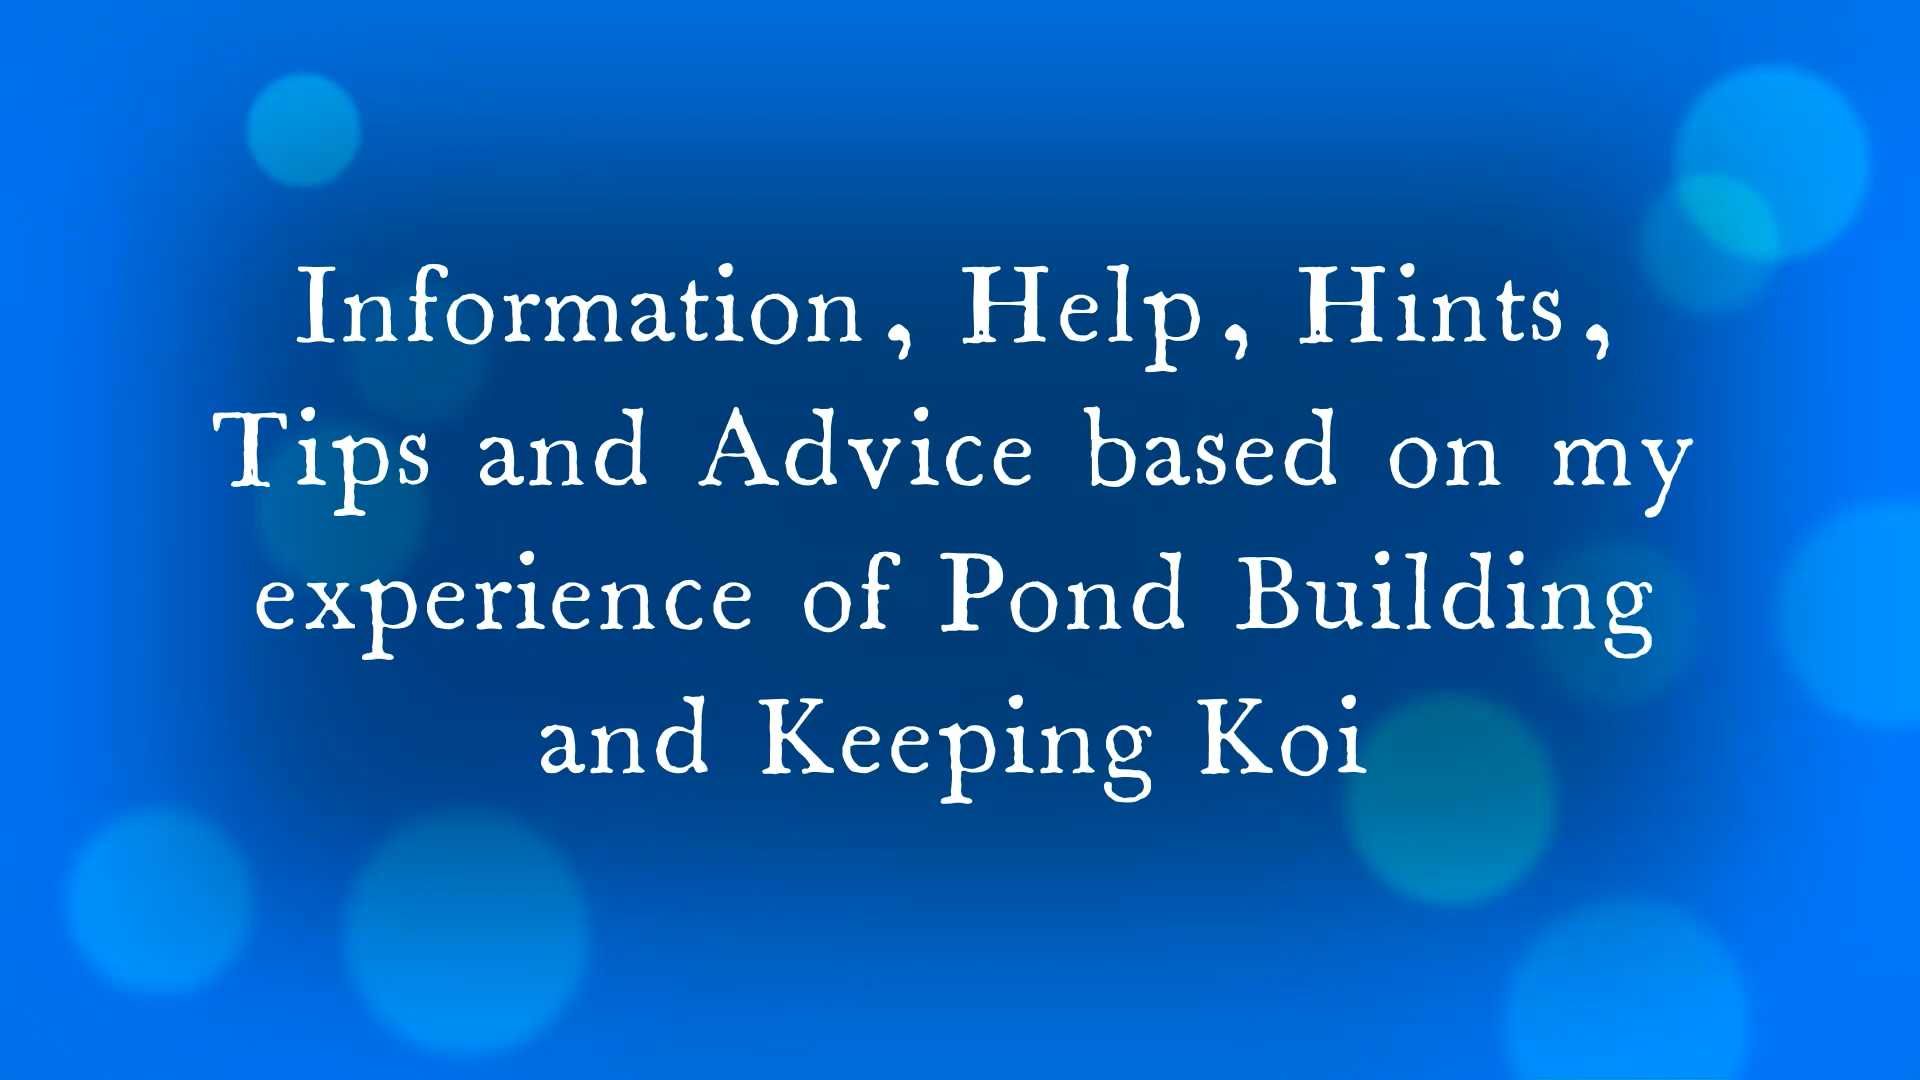 Information, Help, Hints,
Tips and Advice based on my
experience of Pond Building
and Keeping Koi